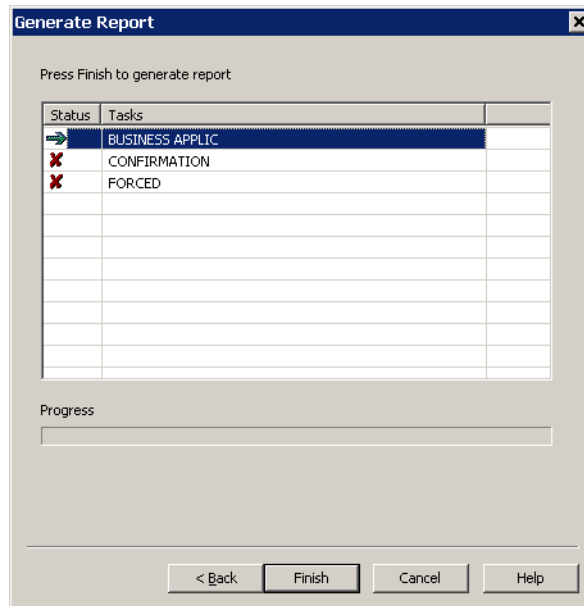 Generate Report
Press Finish to generate report
Status Tasks
BUSINESS APPLIC
CONFIRMATION
FORCED
Progress
< Back Finish Cancel Help